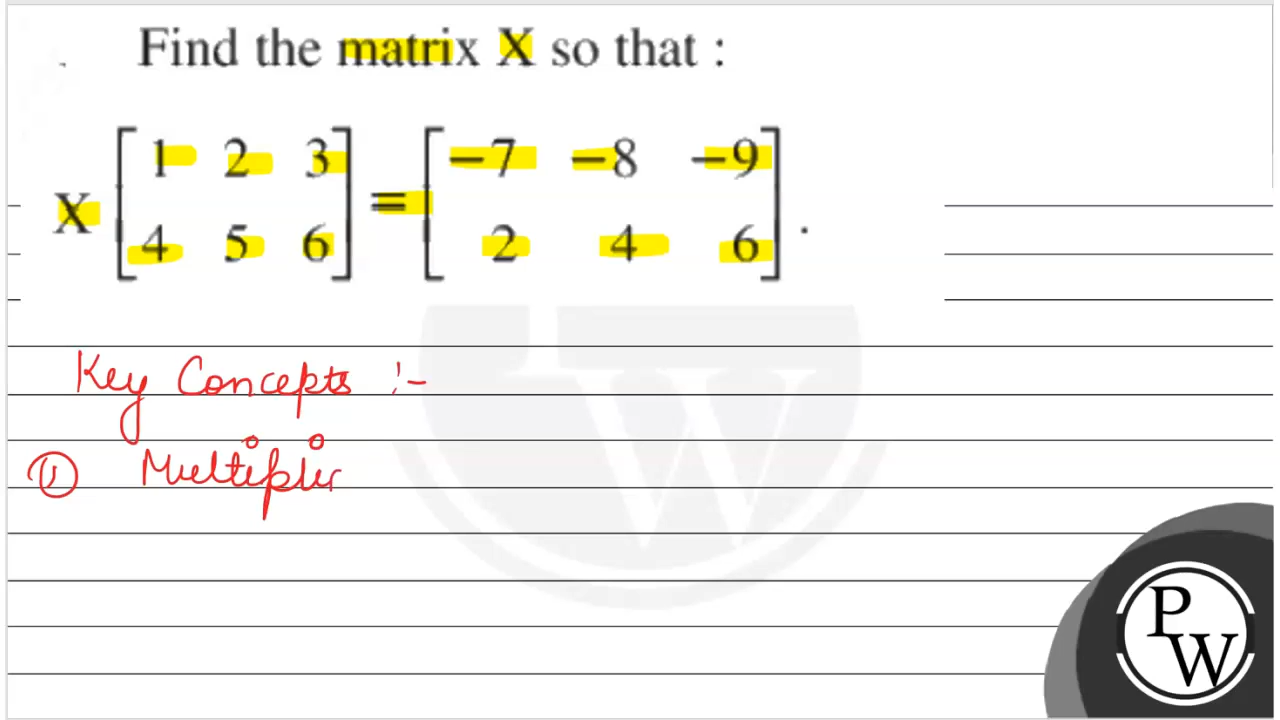 Find the matrix X so that :
X [ 1 2 3 ] = [ −7 −8 −9 ]
[ 4 5 6 ] [ 2 4 6 ] .
Key Concepts :-
① Multiplic
PW
PW